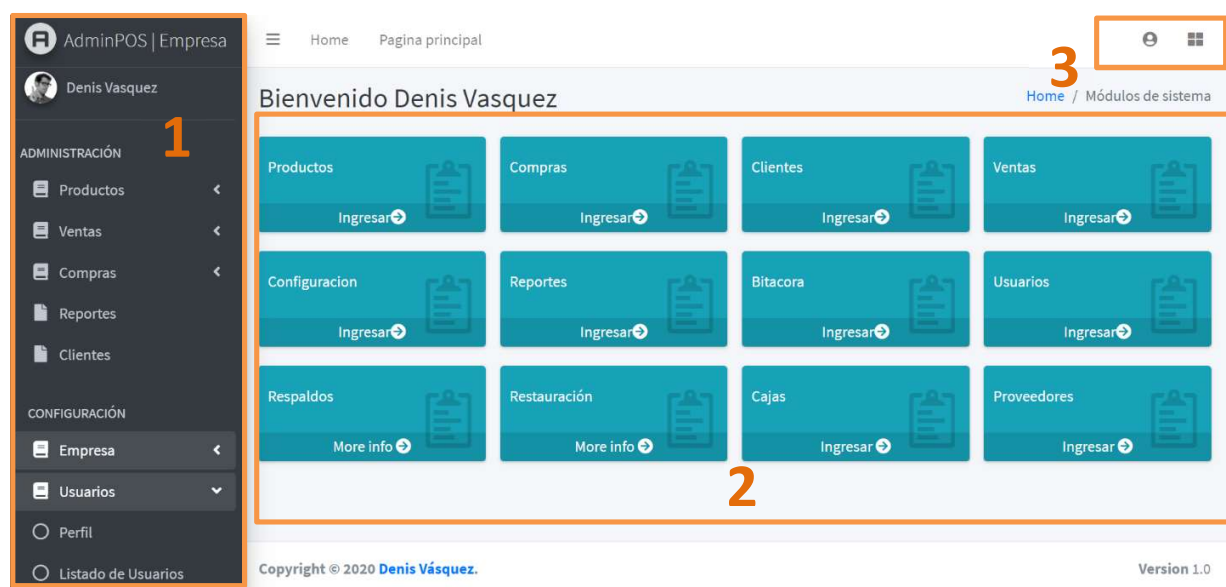 AdminPOS | Empresa
Denis Vasquez
1
ADMINISTRACIÓN
Productos
Ventas
Compras
Reportes
Clientes
CONFIGURACIÓN
Empresa
Usuarios
Perfil
Listado de Usuarios
Home Pagina principal
3
Bienvenido Denis Vasquez
Home / Módulos de sistema
Productos Compras Clientes Ventas
Ingresar Ingresar Ingresar Ingresar
Configuracion Reportes Bitacora Usuarios
Ingresar Ingresar Ingresar Ingresar
Respaldos Restauración Cajas Proveedores
More info More info Ingresar Ingresar
2
Copyright © 2020 Denis Vásquez.
Version 1.0